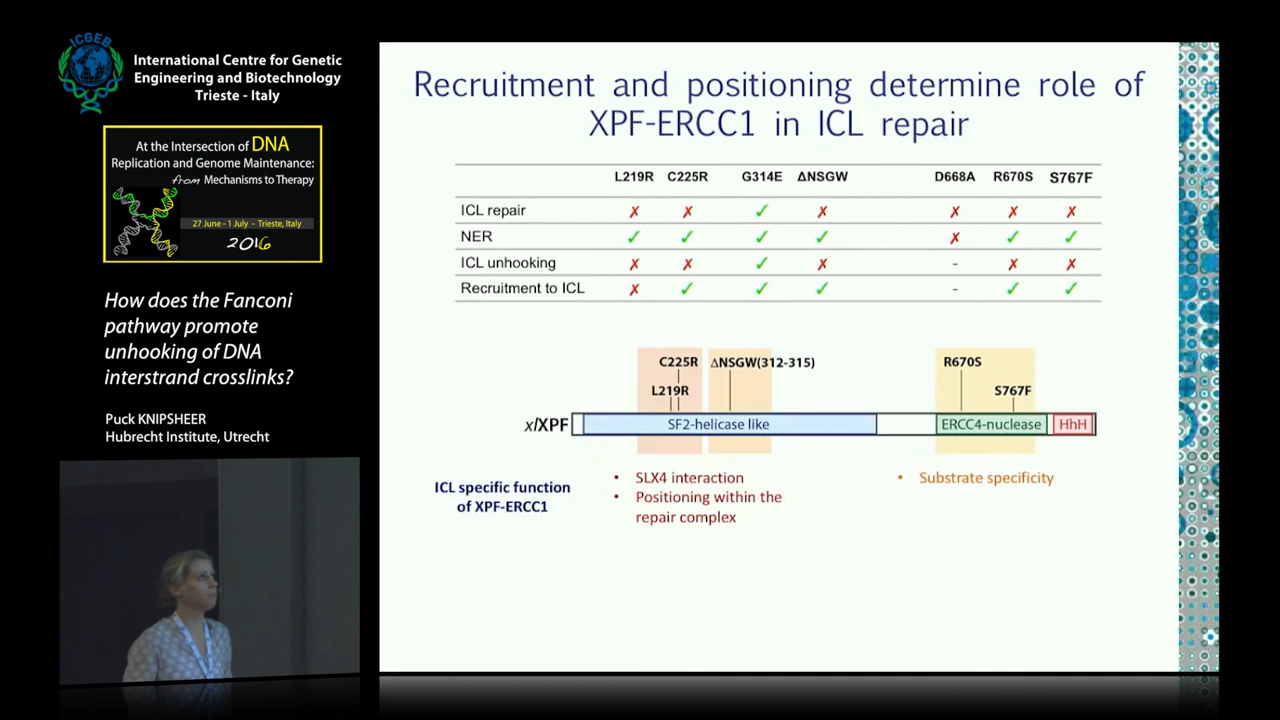 ICGEB
International Centre for Genetic
Engineering and Biotechnology
Trieste - Italy
At the Intersection of DNA
Replication and Genome Maintenance:
from Mechanisms to Therapy
27 June - 1 July - Trieste, Italy
2016
How does the Fanconi
pathway promote
unhooking of DNA
interstrand crosslinks?
Puck KNIPSHEER
Hubrecht Institute, Utrecht
Recruitment and positioning determine role of
XPF-ERCC1 in ICL repair
L219R C225R G314E ΔNSGW D668A R670S S767F
ICL repair ✗ ✗ ✓ ✗ ✗ ✗ ✗
NER ✓ ✓ ✓ ✓ ✗ ✓ ✓
ICL unhooking ✗ ✗ ✓ ✗ - ✗ ✗
Recruitment to ICL ✗ ✓ ✓ ✓ - ✓ ✓
C225R ΔNSGW(312-315) R670S
L219R S767F
xlXPF SF2-helicase like ERCC4-nuclease HhH
ICL specific function
of XPF-ERCC1
• SLX4 interaction
• Positioning within the
repair complex
• Substrate specificity